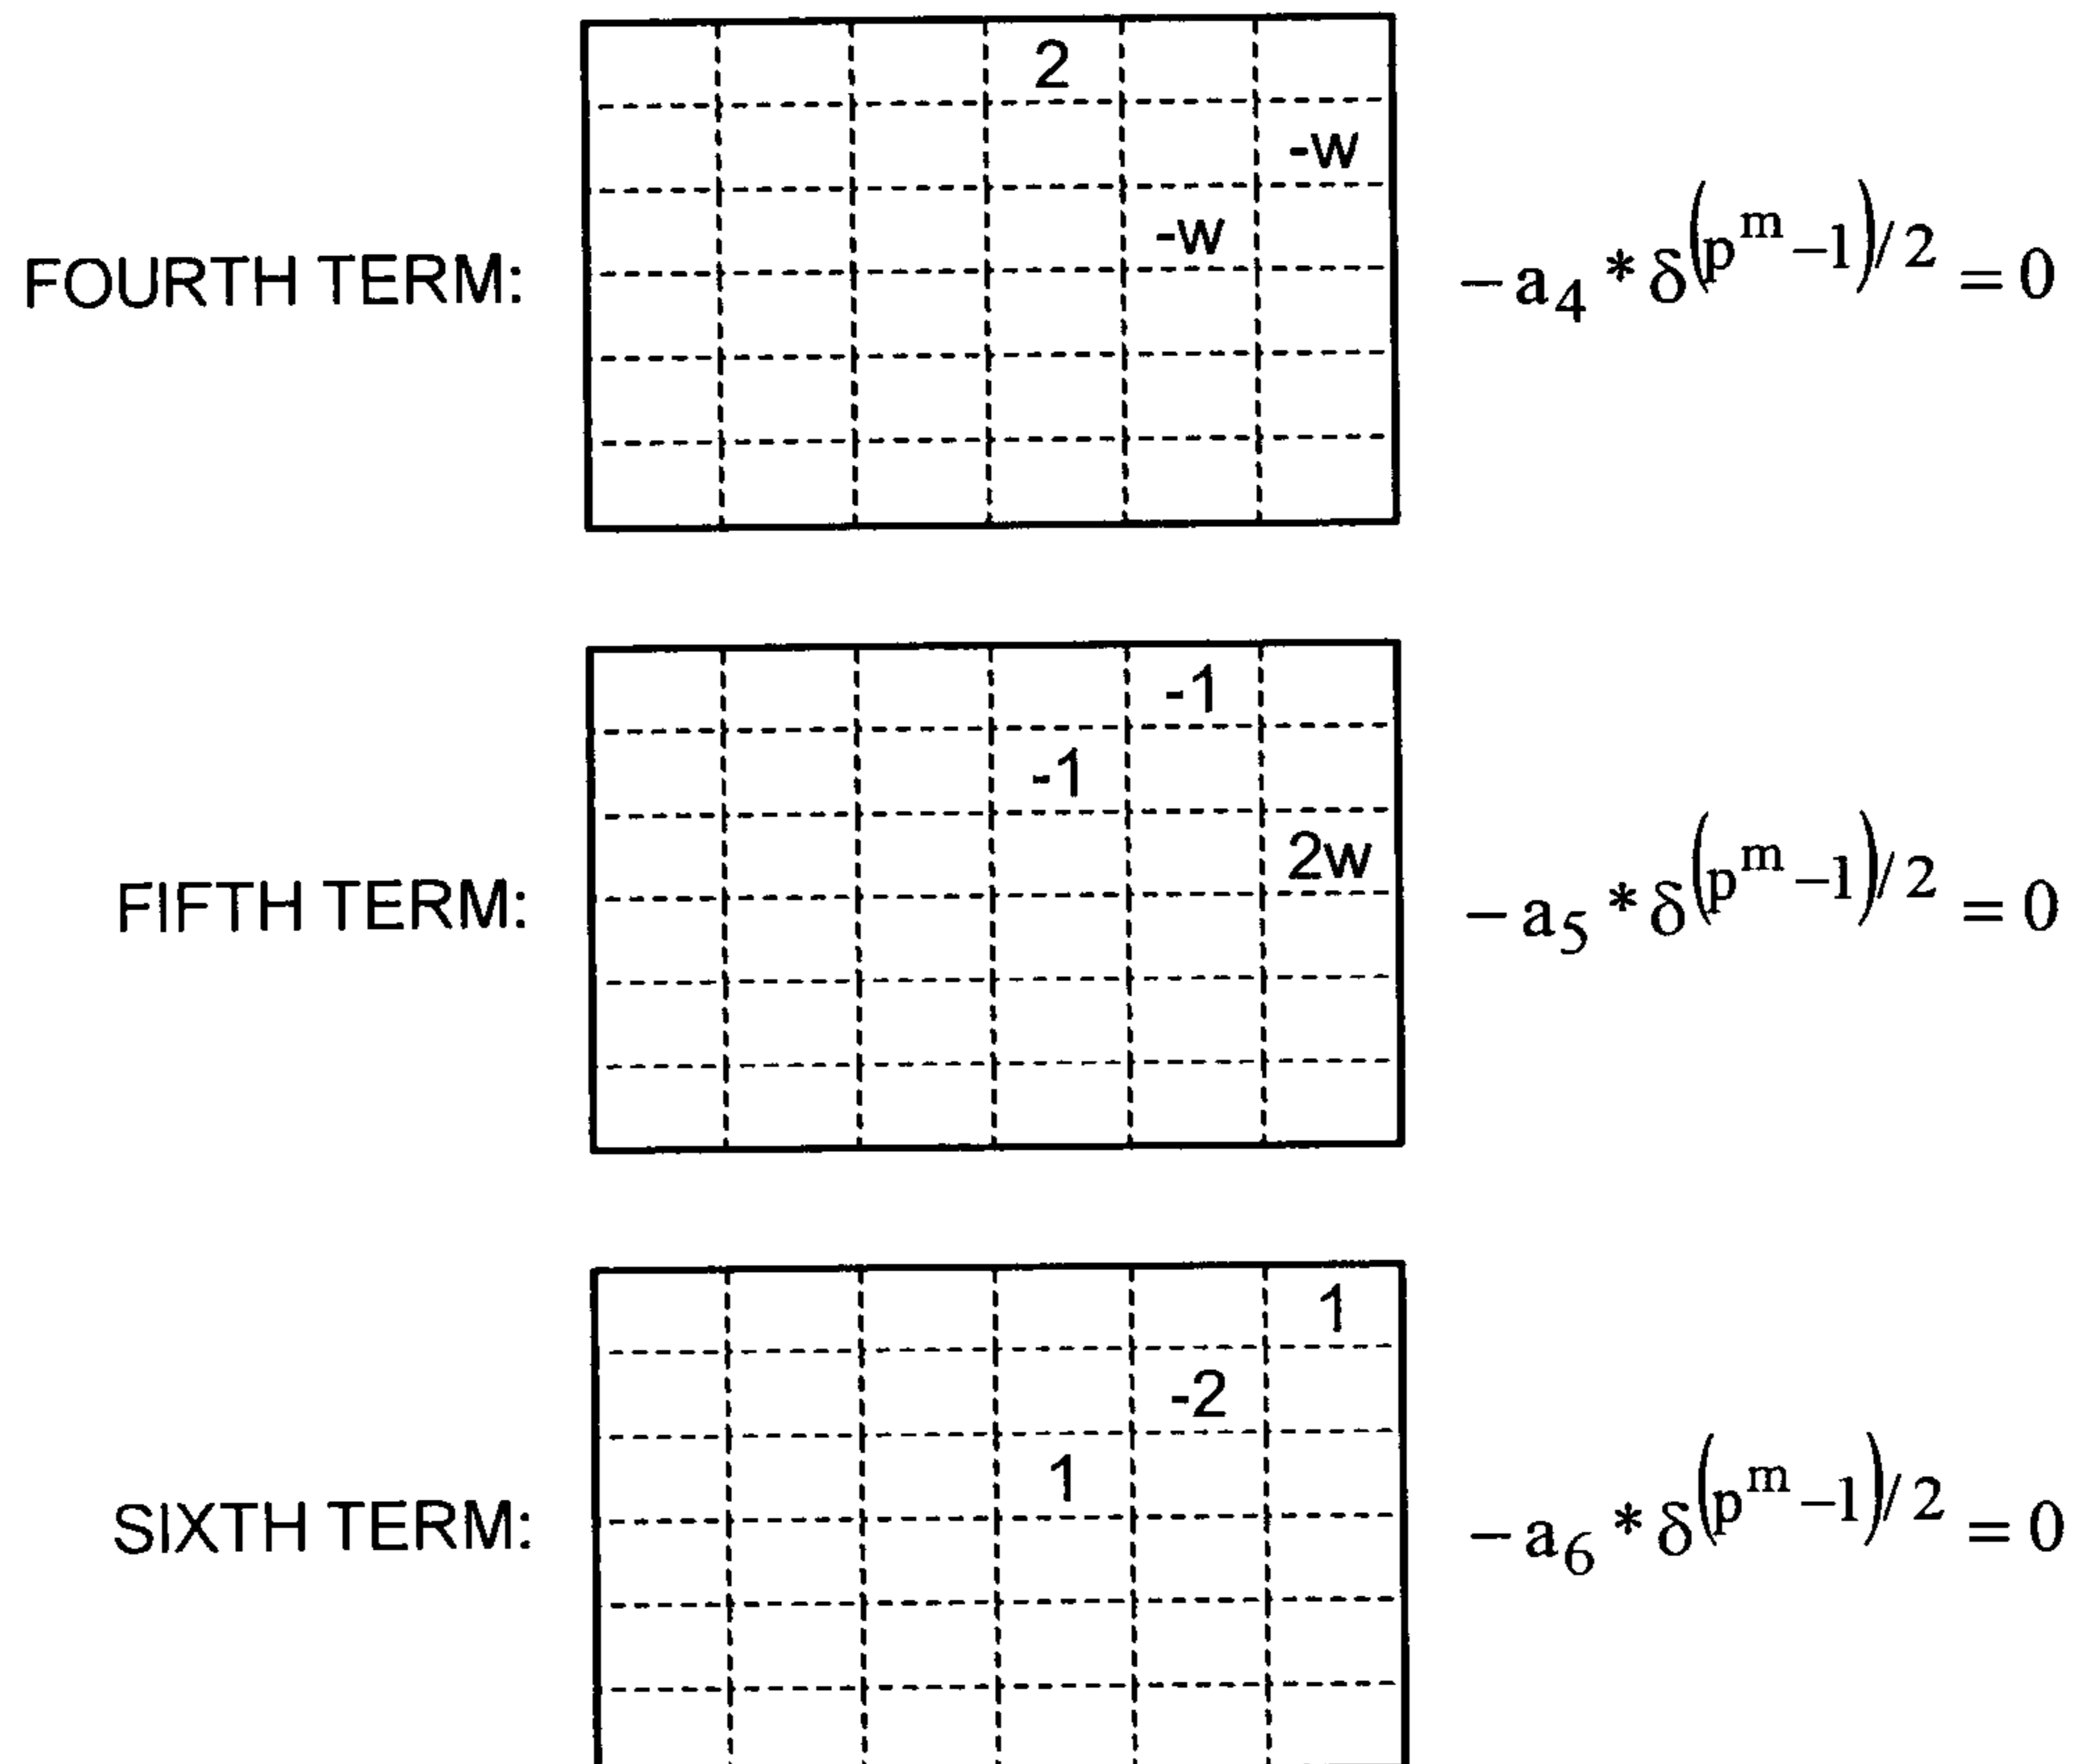 2
-w
-w
FOURTH TERM: −a₄ * δ^((p^m −1)/2) = 0
-1
-1
2w
FIFTH TERM: −a₅ * δ^((p^m −1)/2) = 0
1
-2
1
SIXTH TERM: −a₆ * δ^((p^m −1)/2) = 0